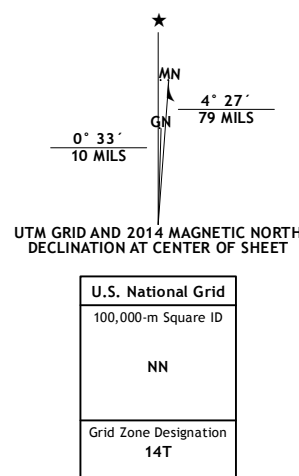 ★
MN
4° 27´
79 MILS
GN
0° 33´
10 MILS
UTM GRID AND 2014 MAGNETIC NORTH
DECLINATION AT CENTER OF SHEET
U.S. National Grid
100,000-m Square ID
NN
Grid Zone Designation
14T